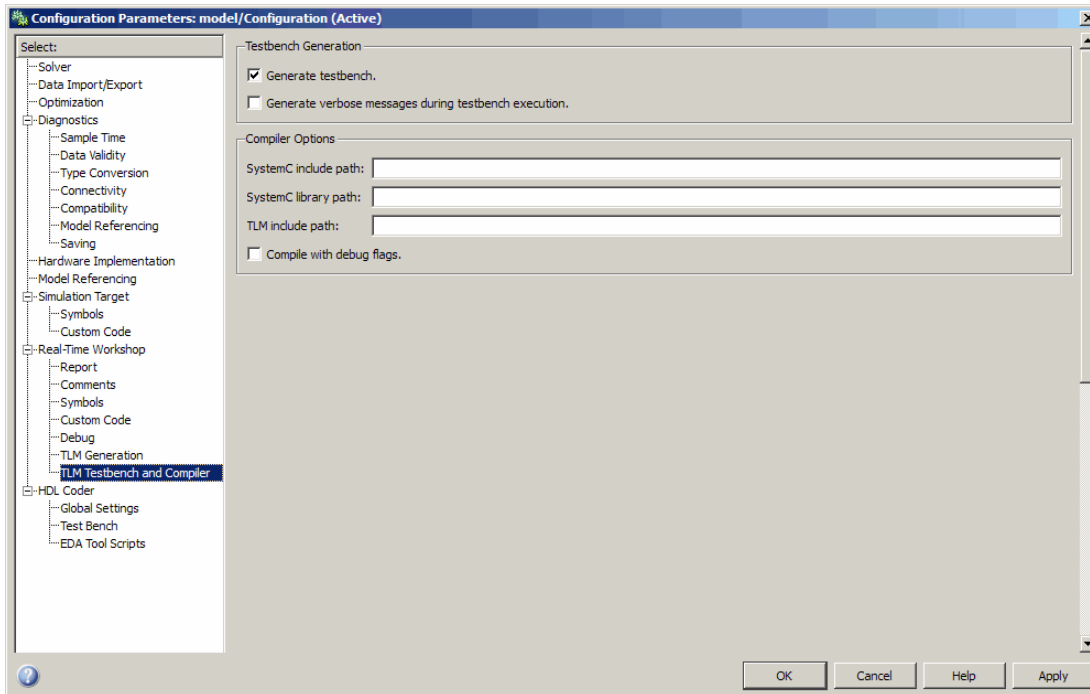 Configuration Parameters: model/Configuration (Active)
Select:
Solver
Data Import/Export
Optimization
Diagnostics
Sample Time
Data Validity
Type Conversion
Connectivity
Compatibility
Model Referencing
Saving
Hardware Implementation
Model Referencing
Simulation Target
Symbols
Custom Code
Real-Time Workshop
Report
Comments
Symbols
Custom Code
Debug
TLM Generation
TLM Testbench and Compiler
HDL Coder
Global Settings
Test Bench
EDA Tool Scripts
Testbench Generation
Generate testbench.
Generate verbose messages during testbench execution.
Compiler Options
SystemC include path:
SystemC library path:
TLM include path:
Compile with debug flags.
OK
Cancel
Help
Apply